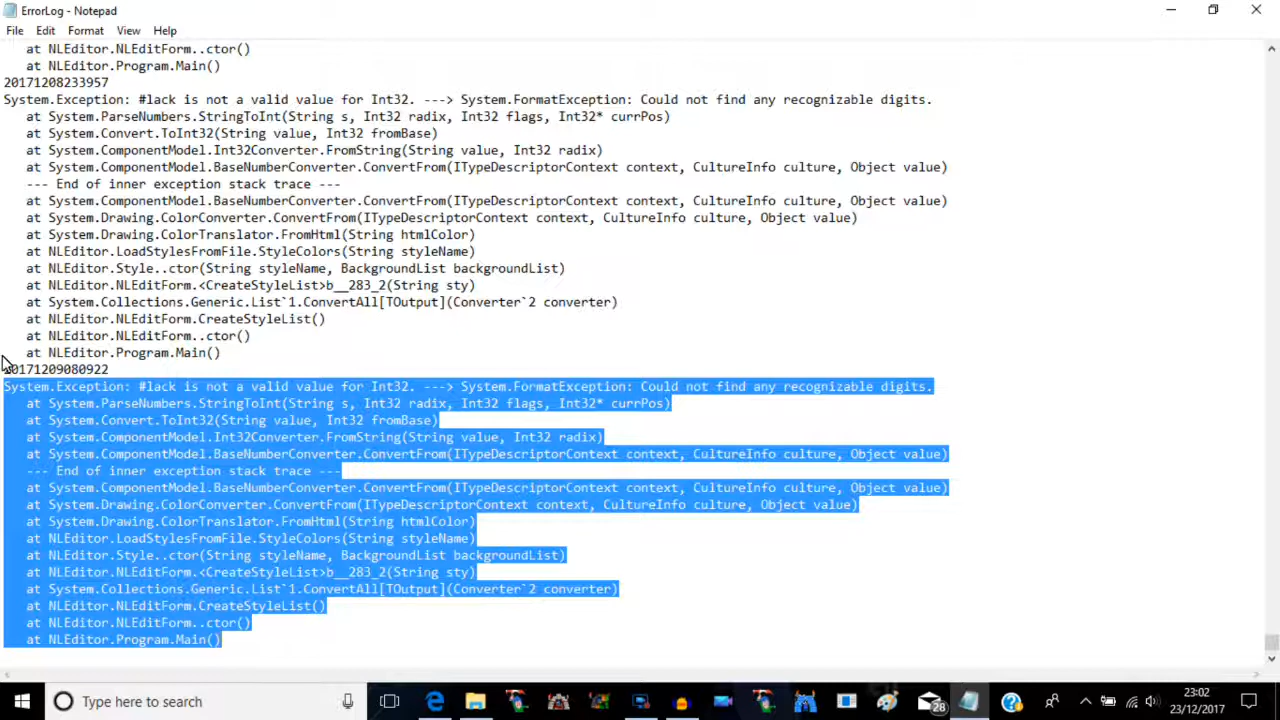 ErrorLog - Notepad
File Edit Format View Help
at NLEditor.NLEditForm..ctor()
at NLEditor.Program.Main()
20171208233957
System.Exception: #lack is not a valid value for Int32. ---> System.FormatException: Could not find any recognizable digits.
at System.ParseNumbers.StringToInt(String s, Int32 radix, Int32 flags, Int32* currPos)
at System.Convert.ToInt32(String value, Int32 fromBase)
at System.ComponentModel.Int32Converter.FromString(String value, Int32 radix)
at System.ComponentModel.BaseNumberConverter.ConvertFrom(ITypeDescriptorContext context, CultureInfo culture, Object value)
--- End of inner exception stack trace ---
at System.ComponentModel.BaseNumberConverter.ConvertFrom(ITypeDescriptorContext context, CultureInfo culture, Object value)
at System.Drawing.ColorConverter.ConvertFrom(ITypeDescriptorContext context, CultureInfo culture, Object value)
at System.Drawing.ColorTranslator.FromHtml(String htmlColor)
at NLEditor.LoadStylesFromFile.StyleColors(String styleName)
at NLEditor.Style..ctor(String styleName, BackgroundList backgroundList)
at NLEditor.NLEditForm.<CreateStyleList>b__283_2(String sty)
at System.Collections.Generic.List`1.ConvertAll[TOutput](Converter`2 converter)
at NLEditor.NLEditForm.CreateStyleList()
at NLEditor.NLEditForm..ctor()
at NLEditor.Program.Main()
20171209080922
System.Exception: #lack is not a valid value for Int32. ---> System.FormatException: Could not find any recognizable digits.
at System.ParseNumbers.StringToInt(String s, Int32 radix, Int32 flags, Int32* currPos)
at System.Convert.ToInt32(String value, Int32 fromBase)
at System.ComponentModel.Int32Converter.FromString(String value, Int32 radix)
at System.ComponentModel.BaseNumberConverter.ConvertFrom(ITypeDescriptorContext context, CultureInfo culture, Object value)
--- End of inner exception stack trace ---
at System.ComponentModel.BaseNumberConverter.ConvertFrom(ITypeDescriptorContext context, CultureInfo culture, Object value)
at System.Drawing.ColorConverter.ConvertFrom(ITypeDescriptorContext context, CultureInfo culture, Object value)
at System.Drawing.ColorTranslator.FromHtml(String htmlColor)
at NLEditor.LoadStylesFromFile.StyleColors(String styleName)
at NLEditor.Style..ctor(String styleName, BackgroundList backgroundList)
at NLEditor.NLEditForm.<CreateStyleList>b__283_2(String sty)
at System.Collections.Generic.List`1.ConvertAll[TOutput](Converter`2 converter)
at NLEditor.NLEditForm.CreateStyleList()
at NLEditor.NLEditForm..ctor()
at NLEditor.Program.Main()
Type here to search
28
23:02
23/12/2017